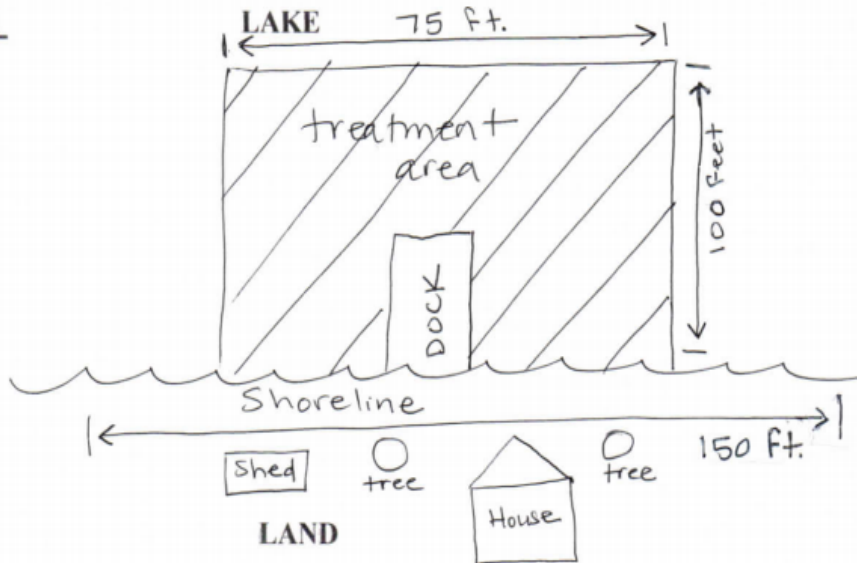 LAKE
75 ft.
treatment
area
100 feet
DOCK
Shoreline
150 ft.
Shed
tree
House
tree
LAND